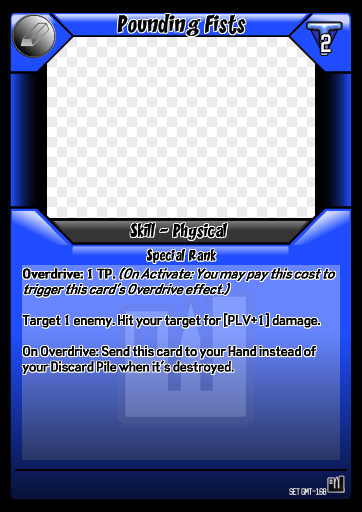 Pounding Fists
2
Skill - Physical
Special Rank
Overdrive: 1 TP. (On Activate: You may pay this cost to
trigger this card's Overdrive effect.)
Target 1 enemy. Hit your target for [PLV+1] damage.
On Overdrive: Send this card to your Hand instead of
your Discard Pile when it's destroyed.
SET GMT-168